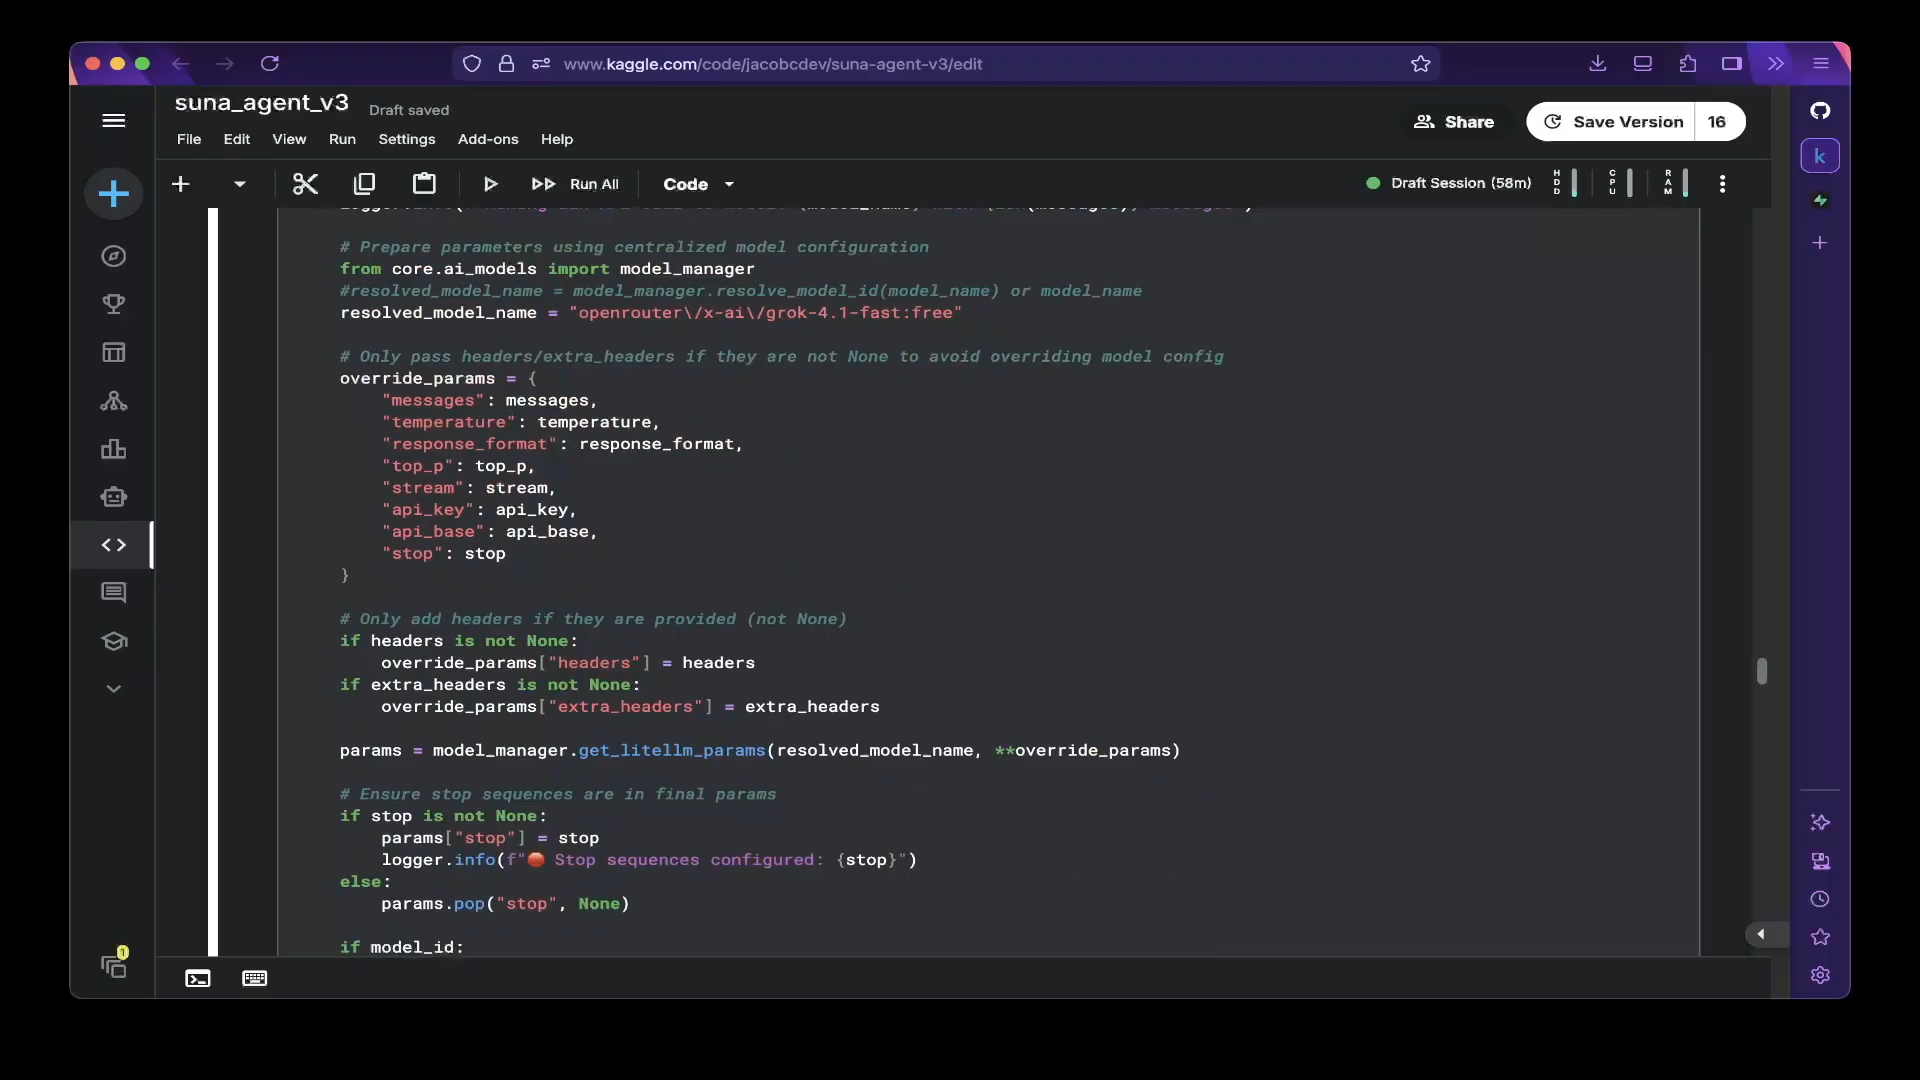 www.kaggle.com/code/jacobcdev/suna-agent-v3/edit
suna_agent_v3
Draft saved
File Edit View Run Settings Add-ons Help
Share
Save Version 16
Run All
Code
Draft Session (58m)
HDD
CPU
RAM
k
# Prepare parameters using centralized model configuration
from core.ai_models import model_manager
#resolved_model_name = model_manager.resolve_model_id(model_name) or model_name
resolved_model_name = "openrouter\/x-ai\/grok-4.1-fast:free"
# Only pass headers/extra_headers if they are not None to avoid overriding model config
override_params = {
"messages": messages,
"temperature": temperature,
"response_format": response_format,
"top_p": top_p,
"stream": stream,
"api_key": api_key,
"api_base": api_base,
"stop": stop
}
# Only add headers if they are provided (not None)
if headers is not None:
override_params["headers"] = headers
if extra_headers is not None:
override_params["extra_headers"] = extra_headers
params = model_manager.get_litellm_params(resolved_model_name, **override_params)
# Ensure stop sequences are in final params
if stop is not None:
params["stop"] = stop
logger.info(f"🛑 Stop sequences configured: {stop}")
else:
params.pop("stop", None)
if model_id:
1